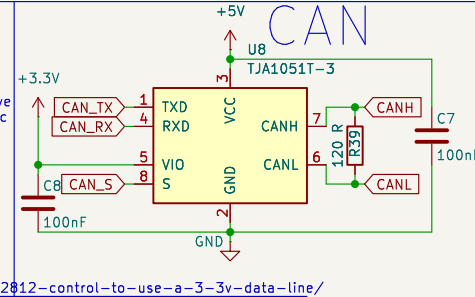 CAN
+5V
U8
TJA1051T-3
+3.3V
ve
c
3
VCC
CAN_TX
1
TXD
CAN_RX
4
RXD
CANH
7
CANH
C7
100n
120 R
R39
5
VIO
CANL
6
CANL
CAN_S
8
S
C8
100nF
GND
2
GND
2812-control-to-use-a-3-3v-data-line/